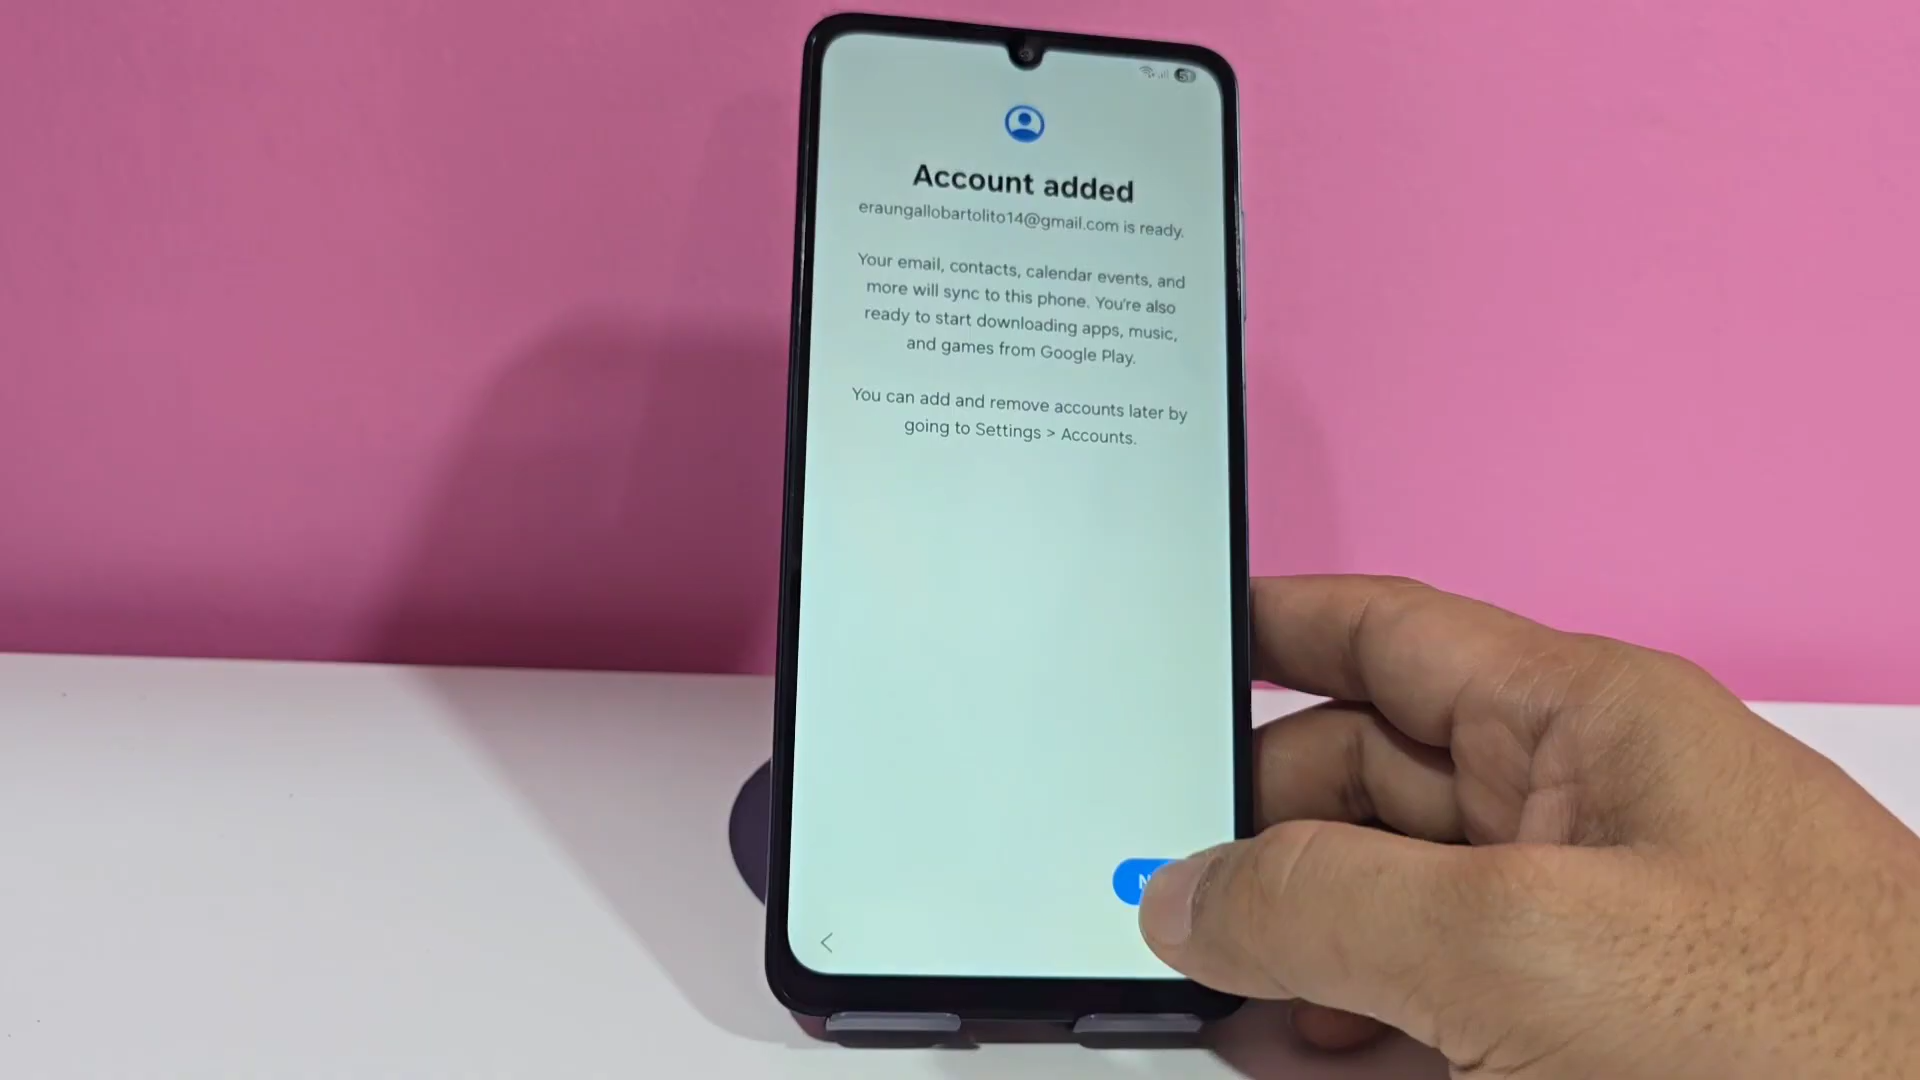 51
Account added
eraungallobartolito14@gmail.com is ready.
Your email, contacts, calendar events, and
more will sync to this phone. You're also
ready to start downloading apps, music,
and games from Google Play.
You can add and remove accounts later by
going to Settings > Accounts.
N